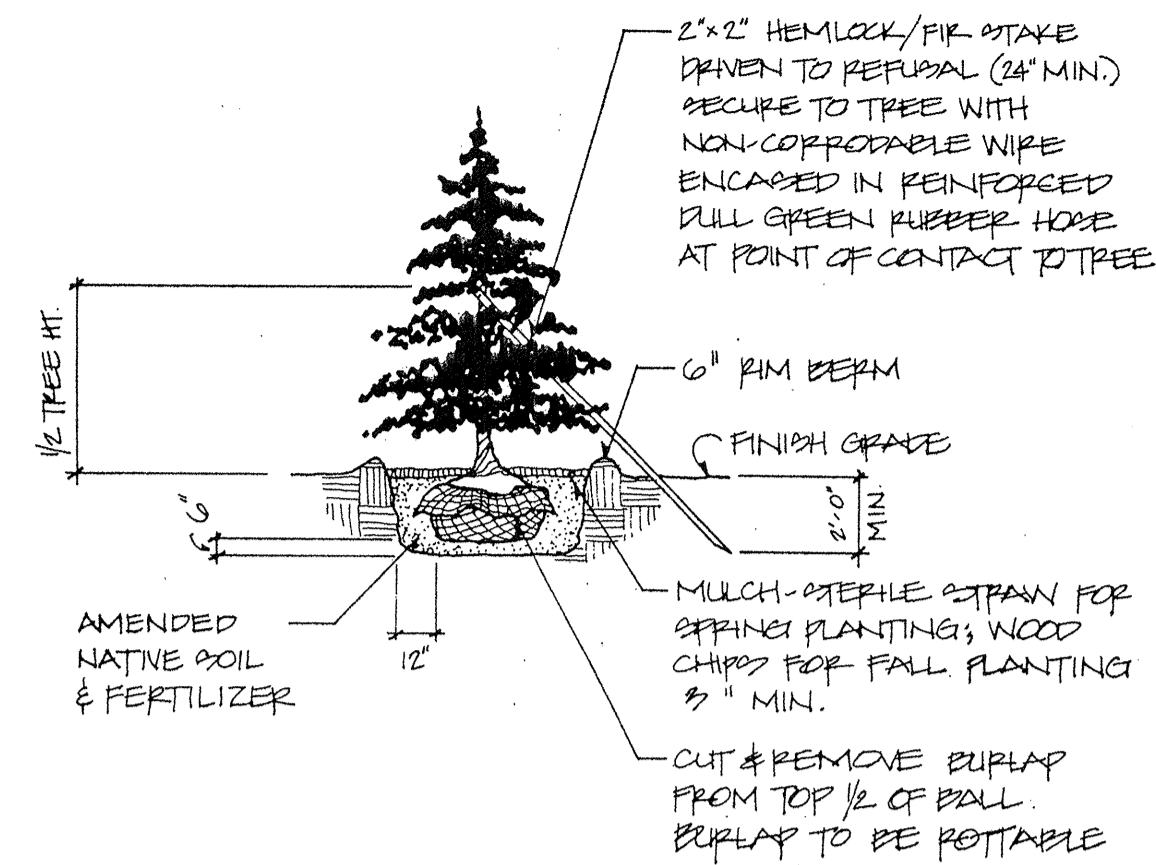 2"x2" HEMLOCK/FIR STAKE
DRIVEN TO REFUSAL (24" MIN.)
SECURE TO TREE WITH
NON-CORRODABLE WIRE
ENCASED IN REINFORCED
DULL GREEN RUBBER HOSE
AT POINT OF CONTACT TO TREE
1/2 TREE HT.
6" RIM BERM
FINISH GRADE
6"
2'-0"
MIN.
12"
AMENDED
NATIVE SOIL
& FERTILIZER
MULCH-STERILE STRAW FOR
SPRING PLANTING; WOOD
CHIPS FOR FALL PLANTING
3" MIN.
CUT & REMOVE BURLAP
FROM TOP 1/2 OF BALL.
BURLAP TO BE ROTTABLE